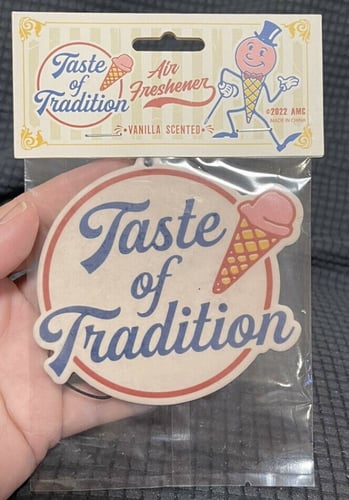 Taste
of
Tradition
Air
Freshener
•VANILLA SCENTED•
©2022 AMC
MADE IN CHINA
Taste
of
Tradition